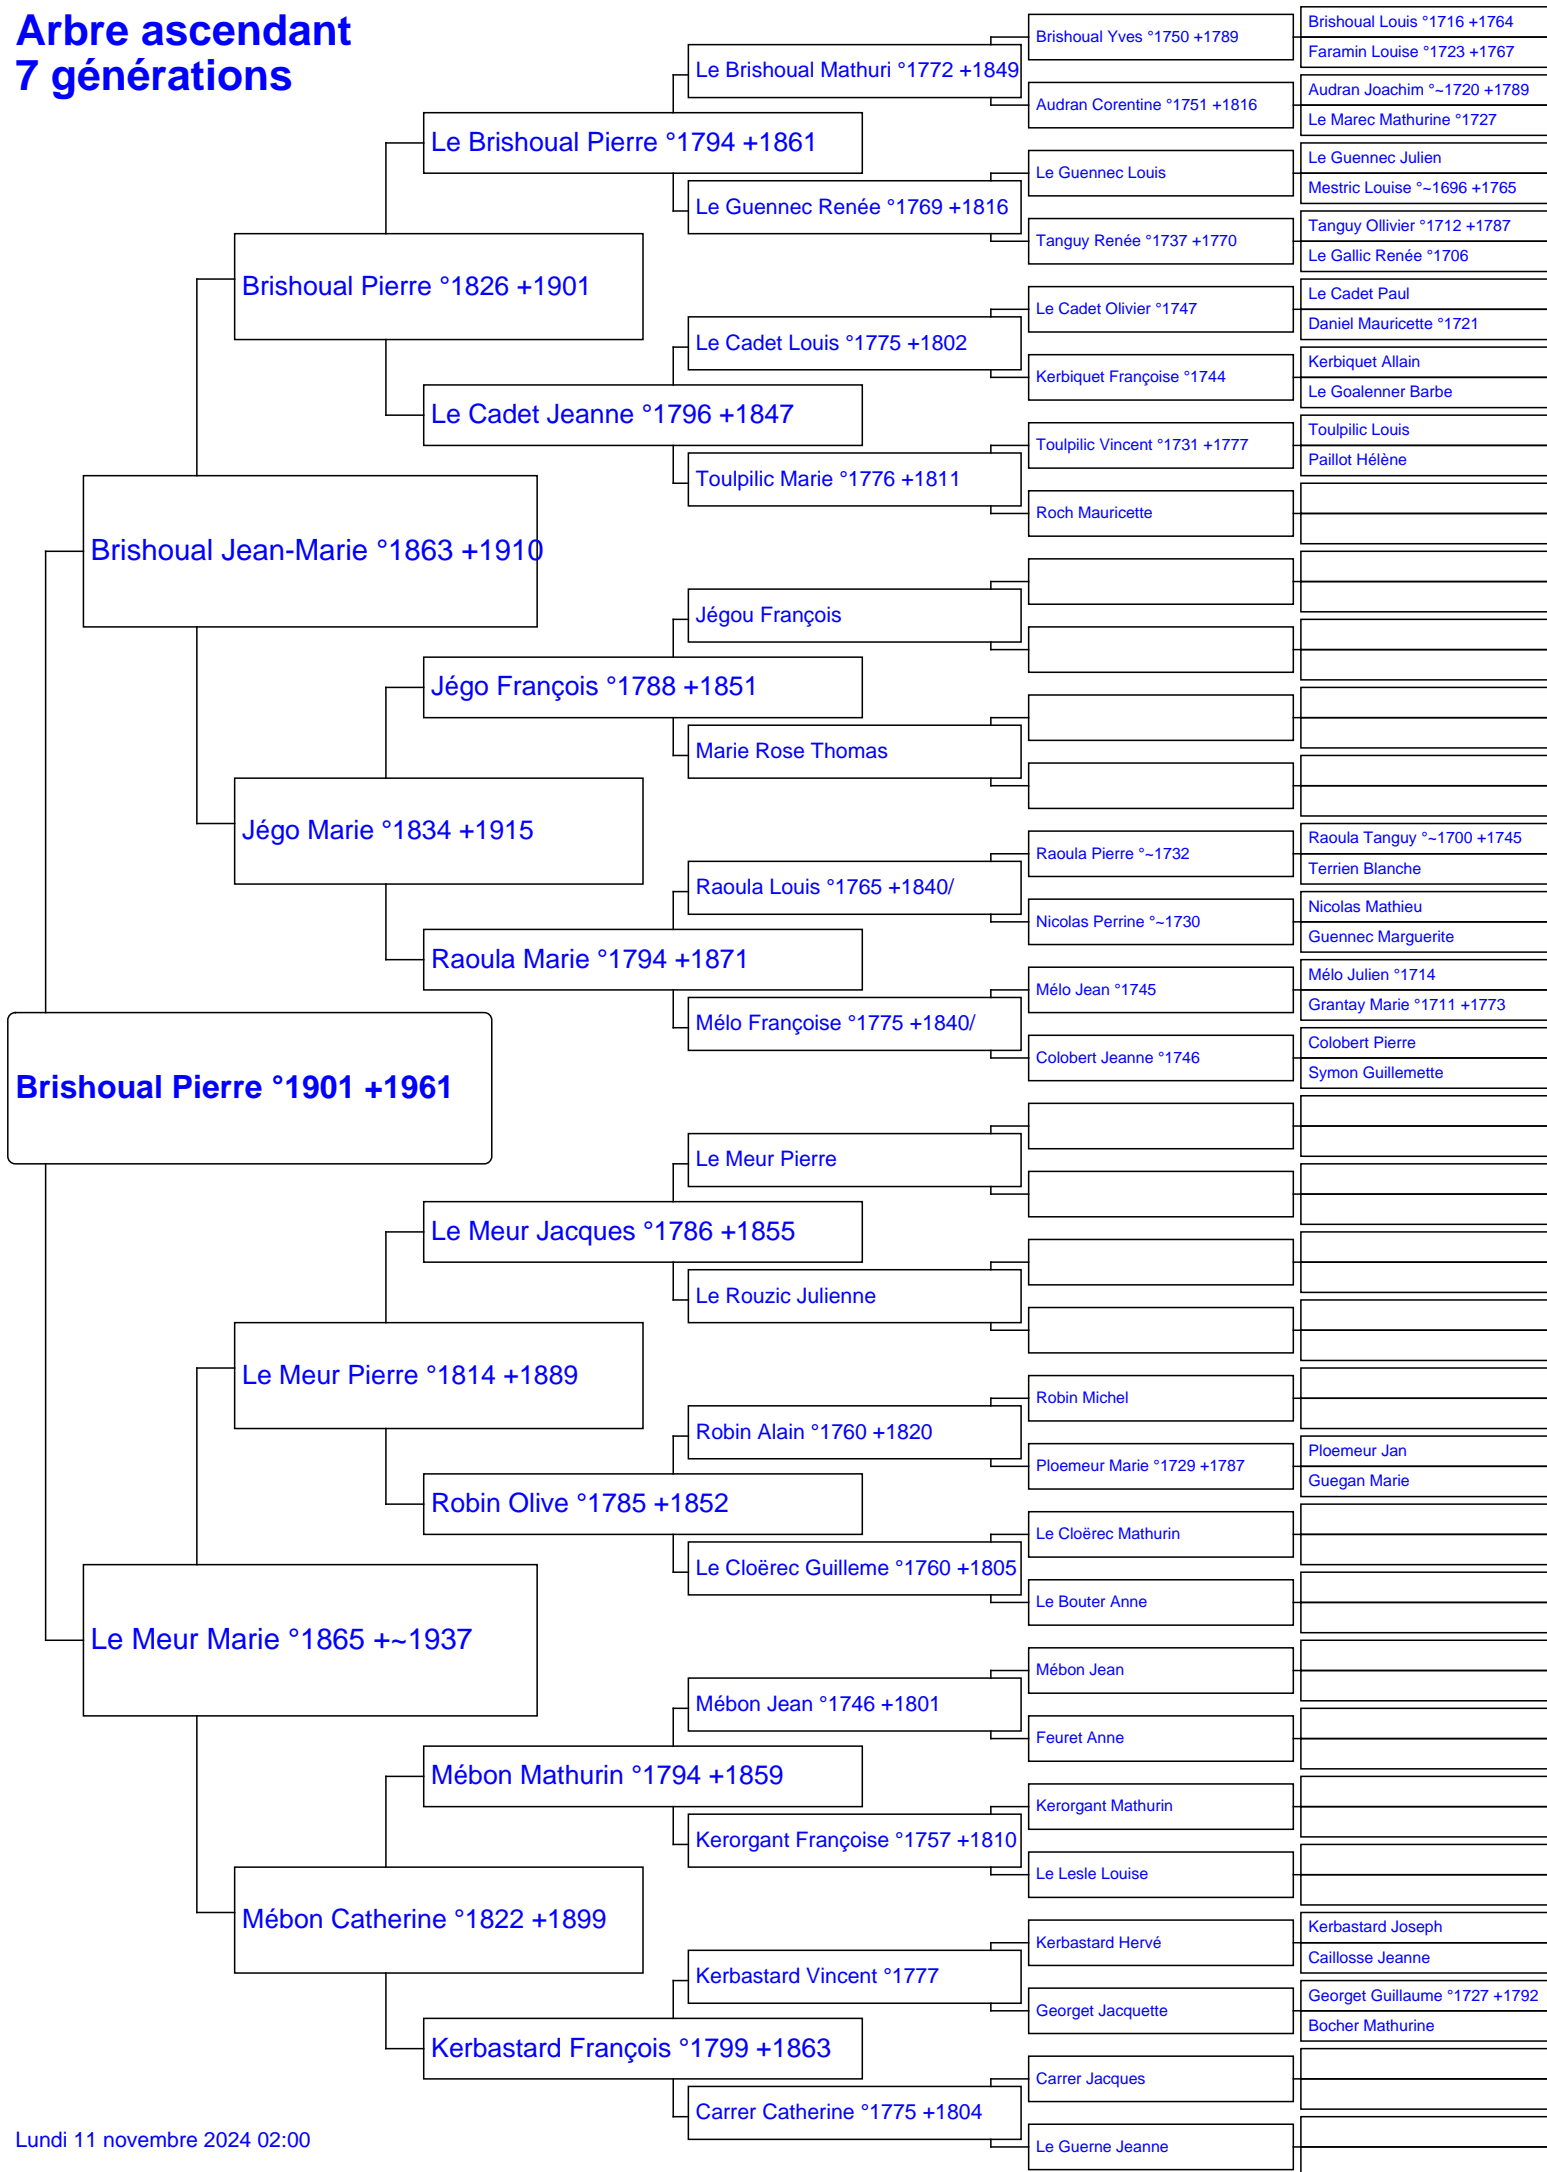 Arbre ascendant
7 générations
Brishoual Pierre °1901 +1961
Brishoual Jean-Marie °1863 +1910
Le Meur Marie °1865 +~1937
Brishoual Pierre °1826 +1901
Jégo Marie °1834 +1915
Le Meur Pierre °1814 +1889
Mébon Catherine °1822 +1899
Le Brishoual Pierre °1794 +1861
Le Cadet Jeanne °1796 +1847
Jégo François °1788 +1851
Raoula Marie °1794 +1871
Le Meur Jacques °1786 +1855
Robin Olive °1785 +1852
Mébon Mathurin °1794 +1859
Kerbastard François °1799 +1863
Le Brishoual Mathuri °1772 +1849
Le Guennec Renée °1769 +1816
Le Cadet Louis °1775 +1802
Toulpilic Marie °1776 +1811
Jégou François
Marie Rose Thomas
Raoula Louis °1765 +1840/
Mélo Françoise °1775 +1840/
Le Meur Pierre
Le Rouzic Julienne
Robin Alain °1760 +1820
Le Cloërec Guilleme °1760 +1805
Mébon Jean °1746 +1801
Kerorgant Françoise °1757 +1810
Kerbastard Vincent °1777
Carrer Catherine °1775 +1804
Brishoual Yves °1750 +1789
Audran Corentine °1751 +1816
Le Guennec Louis
Tanguy Renée °1737 +1770
Le Cadet Olivier °1747
Kerbiquet Françoise °1744
Toulpilic Vincent °1731 +1777
Roch Mauricette
Raoula Pierre °~1732
Nicolas Perrine °~1730
Mélo Jean °1745
Colobert Jeanne °1746
Robin Michel
Ploemeur Marie °1729 +1787
Le Cloërec Mathurin
Le Bouter Anne
Mébon Jean
Feuret Anne
Kerorgant Mathurin
Le Lesle Louise
Kerbastard Hervé
Georget Jacquette
Carrer Jacques
Le Guerne Jeanne
Brishoual Louis °1716 +1764
Faramin Louise °1723 +1767
Audran Joachim °~1720 +1789
Le Marec Mathurine °1727
Le Guennec Julien
Mestric Louise °~1696 +1765
Tanguy Ollivier °1712 +1787
Le Gallic Renée °1706
Le Cadet Paul
Daniel Mauricette °1721
Kerbiquet Allain
Le Goalenner Barbe
Toulpilic Louis
Paillot Hélène
Raoula Tanguy °~1700 +1745
Terrien Blanche
Nicolas Mathieu
Guennec Marguerite
Mélo Julien °1714
Grantay Marie °1711 +1773
Colobert Pierre
Symon Guillemette
Ploemeur Jan
Guegan Marie
Kerbastard Joseph
Caillosse Jeanne
Georget Guillaume °1727 +1792
Bocher Mathurine
Lundi 11 novembre 2024 02:00